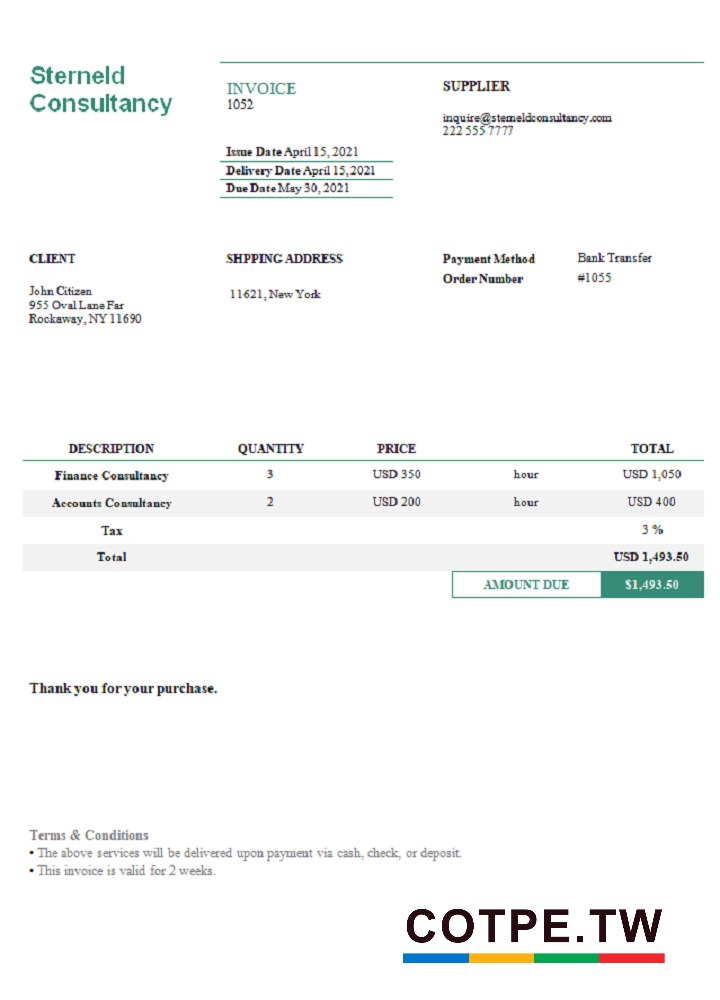 Sterneld
Consultancy
INVOICE
1052
Issue Date April 15, 2021
Delivery Date April 15, 2021
Due Date May 30, 2021
SUPPLIER
inquire@sterneldconsultancy.com
222 555 7777
CLIENT
John Citizen
955 Oval Lane Far
Rockaway, NY 11690
SHPPING ADDRESS
11621, New York
Payment Method Bank Transfer
Order Number #1055
DESCRIPTION QUANTITY PRICE TOTAL
Finance Consultancy 3 USD 350 hour USD 1,050
Accounts Consultancy 2 USD 200 hour USD 400
Tax 3 %
Total USD 1,493.50
AMOUNT DUE $1,493.50
Thank you for your purchase.
Terms & Conditions
• The above services will be delivered upon payment via cash, check, or deposit.
• This invoice is valid for 2 weeks.
COTPE.TW